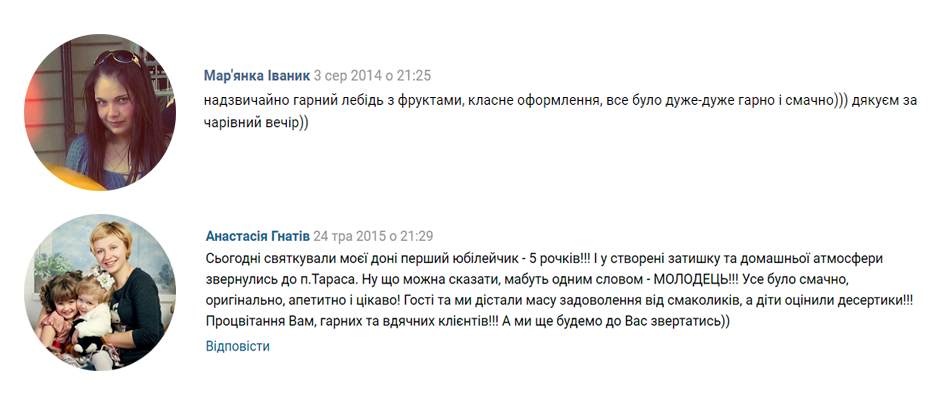 Мар'янка Іваник 3 сер 2014 о 21:25
надзвичайно гарний лебідь з фруктами, класне оформлення, все було дуже-дуже гарно і смачно))) дякуєм за
чарівний вечір))
Анастасія Гнатів 24 тра 2015 о 21:29
Сьогодні святкували моєї доні перший юбілейчик - 5 рочків!!! І у створені затишку та домашньої атмосфери
звернулись до п.Тараса. Ну що можна сказати, мабуть одним словом - МОЛОДЕЦЬ!!! Усе було смачно,
оригінально, апетитно і цікаво! Гості та ми дістали масу задоволення від смаколиків, а діти оцінили десертики!!!
Процвітання Вам, гарних та вдячних клієнтів!!! А ми ще будемо до Вас звертатись))
Відповісти